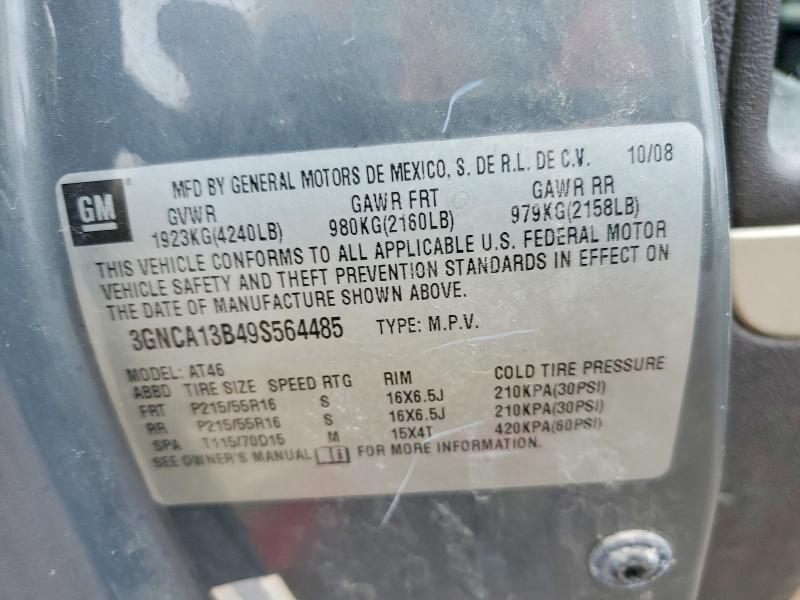 GM
MFD BY GENERAL MOTORS DE MEXICO, S. DE R.L. DE C.V. 10/08
GVWR GAWR FRT GAWR RR
1923KG(4240LB) 980KG(2160LB) 979KG(2158LB)
THIS VEHICLE CONFORMS TO ALL APPLICABLE U.S. FEDERAL MOTOR
VEHICLE SAFETY AND THEFT PREVENTION STANDARDS IN EFFECT ON
THE DATE OF MANUFACTURE SHOWN ABOVE.
3GNCA13B49S564485 TYPE: M.P.V.
MODEL: AT46
ABBD TIRE SIZE SPEED RTG RIM COLD TIRE PRESSURE
FRT P215/55R16 S 16X6.5J 210KPA(30PSI)
RR P215/55R16 S 16X6.5J 210KPA(30PSI)
SPA T115/70D15 M 15X4T 420KPA(60PSI)
SEE OWNER'S MANUAL FOR MORE INFORMATION.